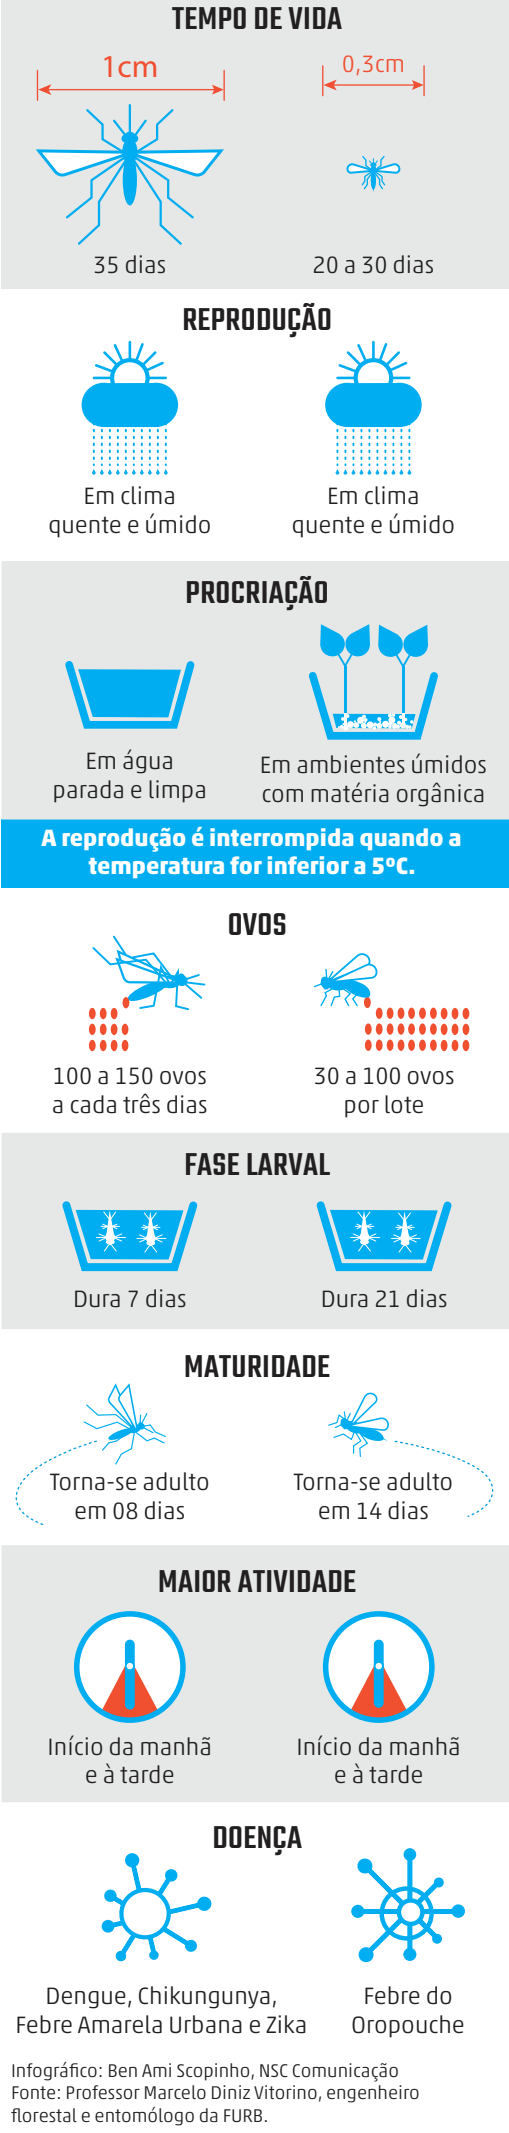 TEMPO DE VIDA
1cm
0,3cm
35 dias
20 a 30 dias
REPRODUÇÃO
Em clima
quente e úmido
Em clima
quente e úmido
PROCRIAÇÃO
Em água
parada e limpa
Em ambientes úmidos
com matéria orgânica
A reprodução é interrompida quando a
temperatura for inferior a 5ºC.
OVOS
100 a 150 ovos
a cada três dias
30 a 100 ovos
por lote
FASE LARVAL
Dura 7 dias
Dura 21 dias
MATURIDADE
Torna-se adulto
em 08 dias
Torna-se adulto
em 14 dias
MAIOR ATIVIDADE
Início da manhã
e à tarde
Início da manhã
e à tarde
DOENÇA
Dengue, Chikungunya,
Febre Amarela Urbana e Zika
Febre do
Oropouche
Infográfico: Ben Ami Scopinho, NSC Comunicação
Fonte: Professor Marcelo Diniz Vitorino, engenheiro
florestal e entomólogo da FURB.